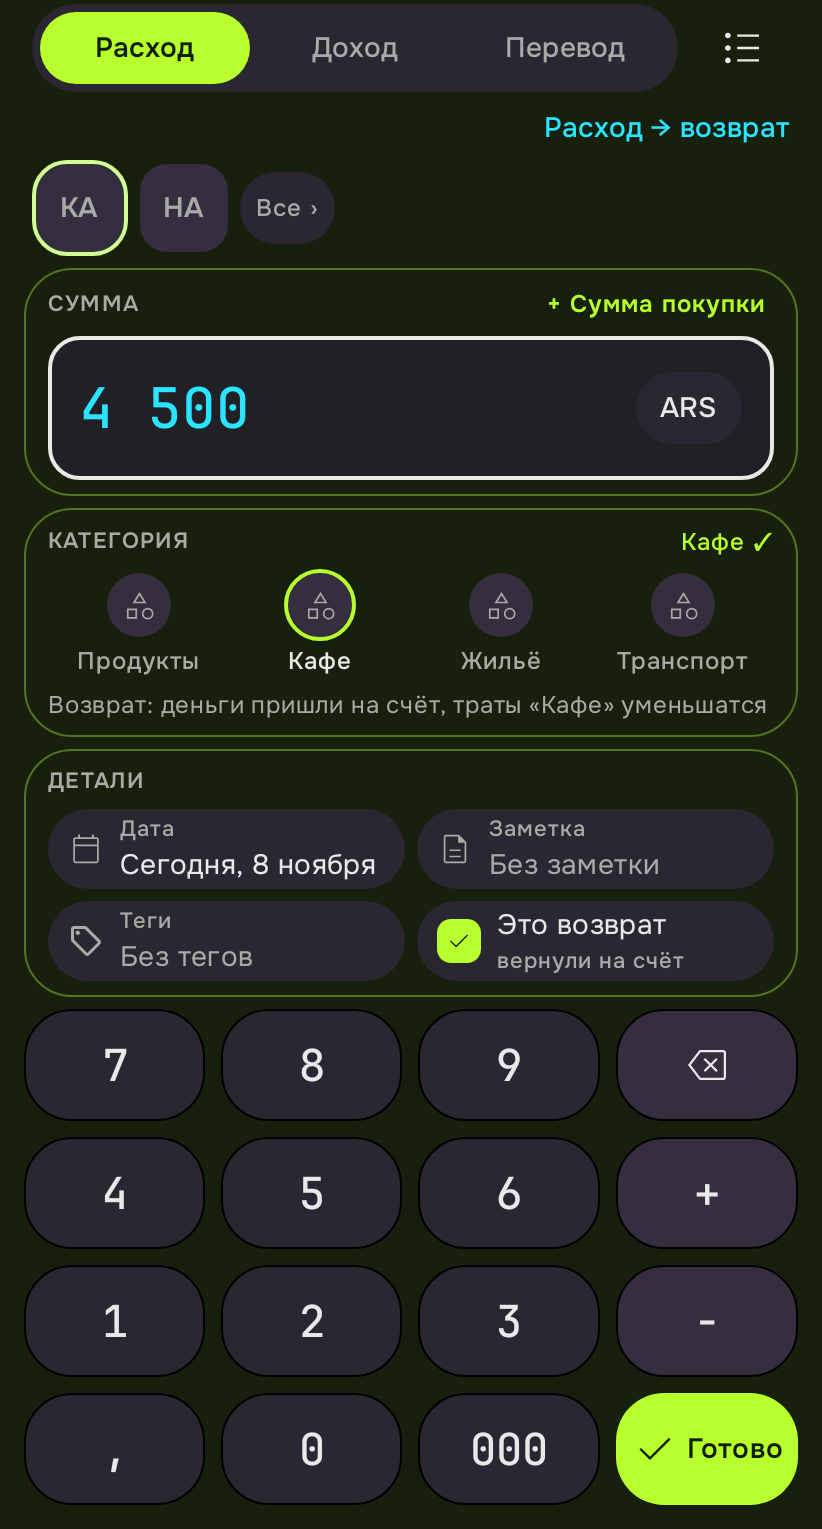 Расход Доход Перевод
Расход → возврат
КА НА Все ›
СУММА + Сумма покупки
4 500 ARS
КАТЕГОРИЯ Кафе ✓
Продукты Кафе Жильё Транспорт
Возврат: деньги пришли на счёт, траты «Кафе» уменьшатся
ДЕТАЛИ
Дата
Сегодня, 8 ноября
Заметка
Без заметки
Теги
Без тегов
Это возврат
вернули на счёт
7 8 9
4 5 6 +
1 2 3 -
, 0 000 Готово